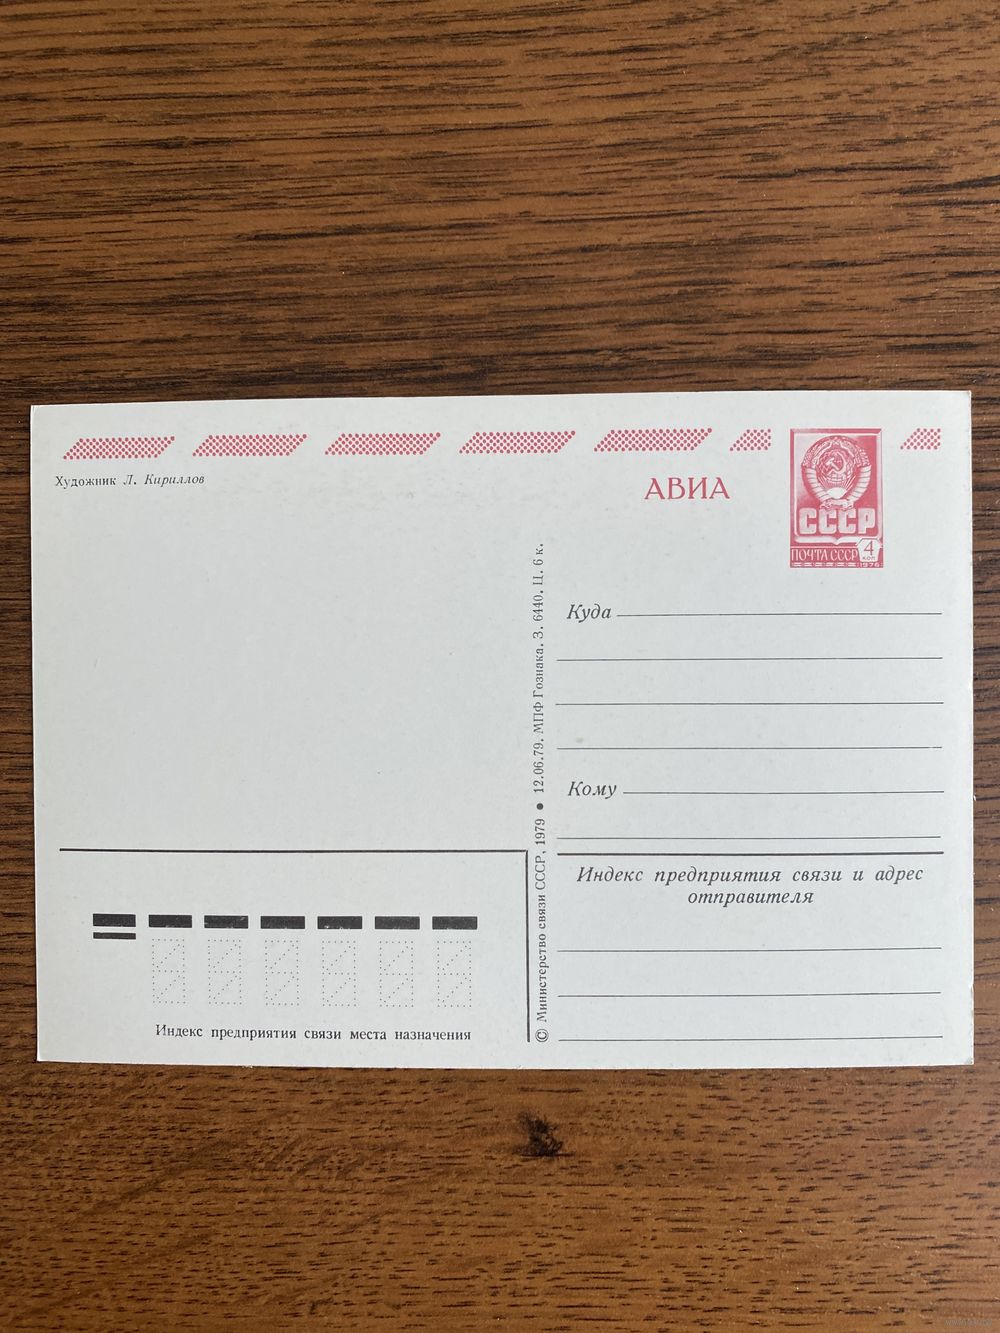 Художник Л. Кириллов
АВИА
СССР
ПОЧТА СССР 4
КОП
1976
Куда
Кому
Индекс предприятия связи и адрес
отправителя
© Министерство связи СССР, 1979 ● 12.06.79. МПФ Гознака. З. 6440. Ц. 6 к.
Индекс предприятия связи места назначения